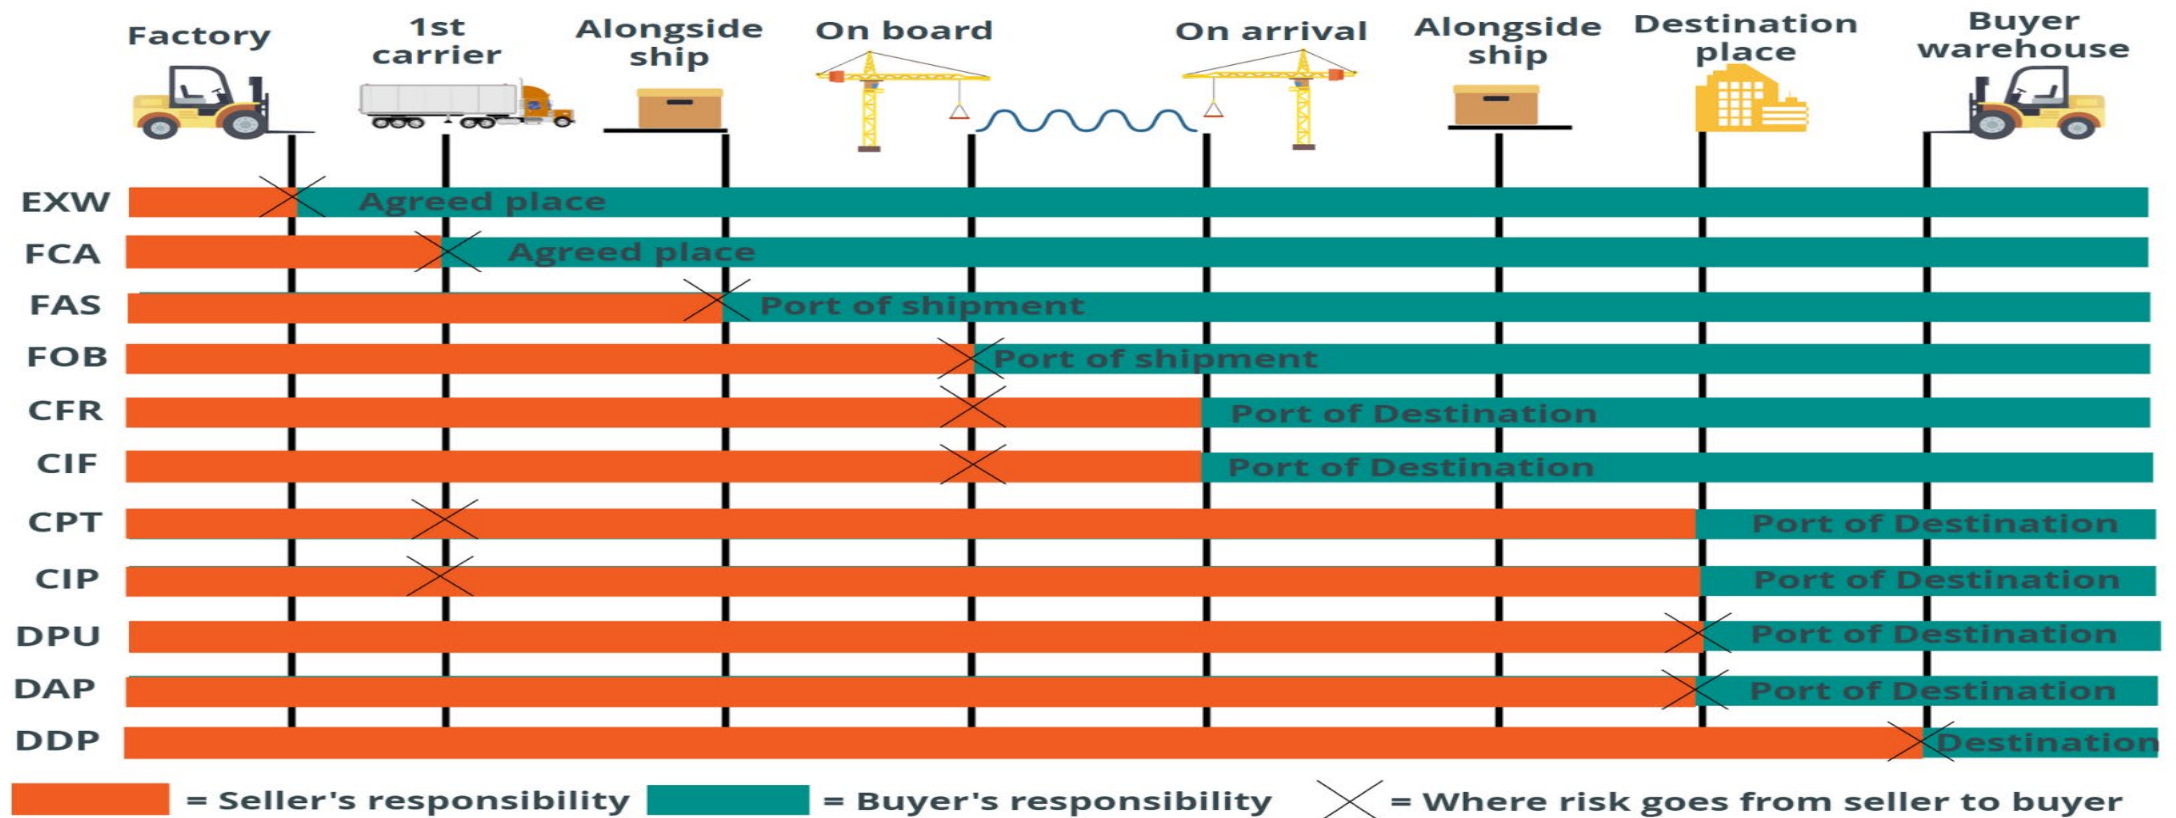 Factory
1st
carrier
Alongside
ship
On board
On arrival
Alongside
ship
Destination
place
Buyer
warehouse
EXW Agreed place
FCA Agreed place
FAS Port of shipment
FOB Port of shipment
CFR Port of Destination
CIF Port of Destination
CPT Port of Destination
CIP Port of Destination
DPU Port of Destination
DAP Port of Destination
DDP Destination
= Seller's responsibility = Buyer's responsibility = Where risk goes from seller to buyer